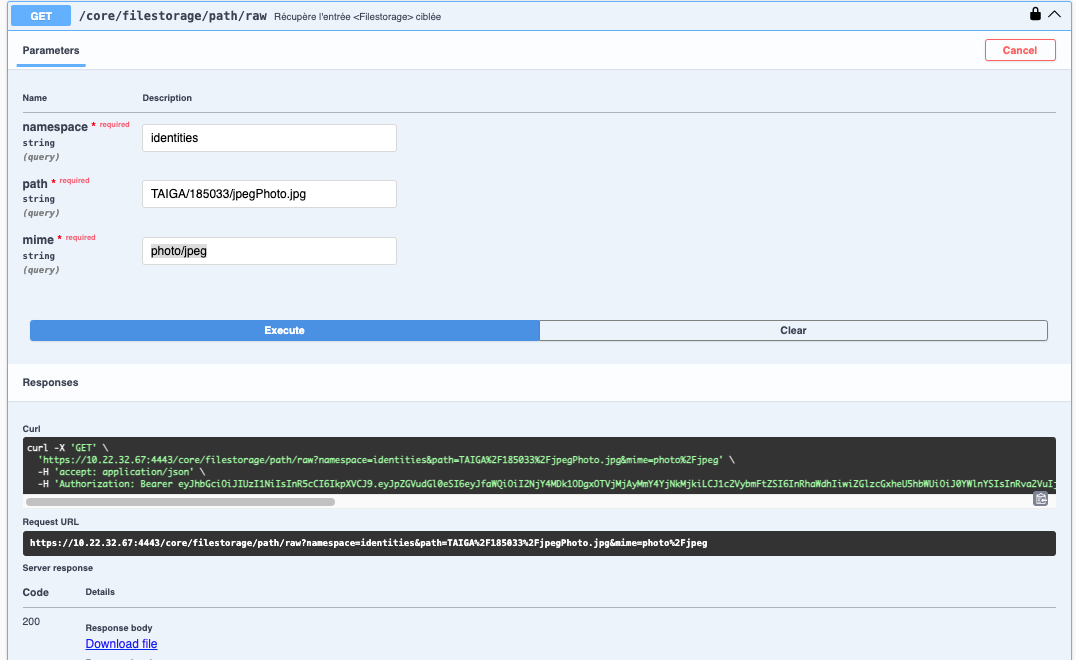 GET /core/filestorage/path/raw Récupère l'entrée <Filestorage> ciblée
Parameters
Cancel
Name Description
namespace * required
string
(query)
identities
path * required
string
(query)
TAIGA/185033/jpegPhoto.jpg
mime * required
string
(query)
photo/jpeg
Execute
Clear
Responses
Curl
curl -X 'GET' \
'https://10.22.32.67:4443/core/filestorage/path/raw?namespace=identities&path=TAIGA%2F185033%2FjpegPhoto.jpg&mime=photo%2Fjpeg' \
-H 'accept: application/json' \
-H 'Authorization: Bearer
Request URL
https://10.22.32.67:4443/core/filestorage/path/raw?namespace=identities&path=TAIGA%2F185033%2FjpegPhoto.jpg&mime=photo%2Fjpeg
Server response
Code Details
200
Response body
Download file